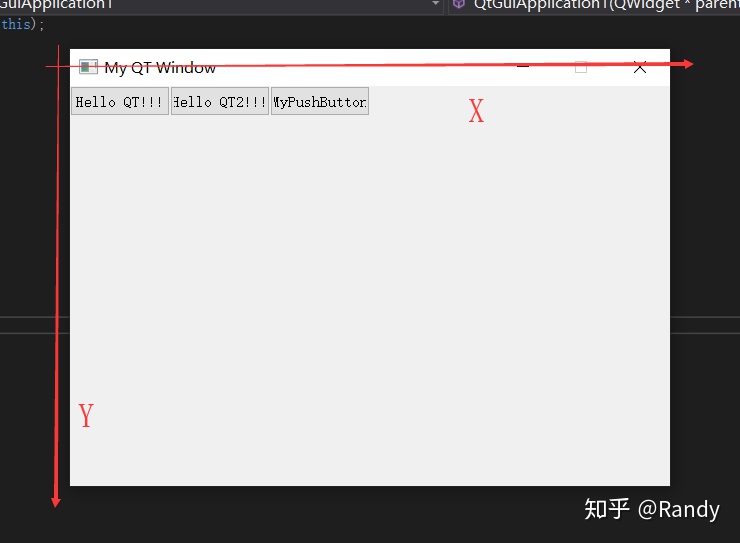 GuiApplication1
QtGuiApplication1(QWidget * parent
this);
My QT Window
Hello QT!!!
Hello QT2!!!
MyPushButton
X
Y
知乎 @Randy